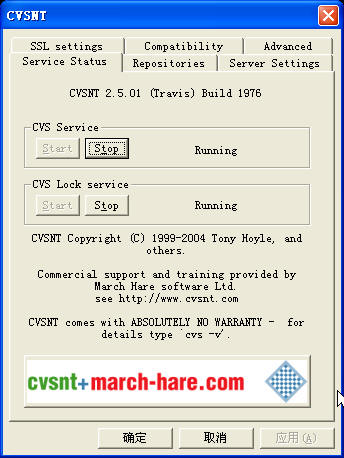 CVSNT
SSL settings Compatibility Advanced
Service Status Repositories Server Settings
CVSNT 2.5.01 (Travis) Build 1976
CVS Service
Start Stop Running
CVS Lock service
Start Stop Running
CVSNT Copyright (C) 1999-2004 Tony Hoyle, and
others.
Commercial support and training provided by
March Hare software Ltd.
see http://www.cvsnt.com
CVSNT comes with ABSOLUTELY NO WARRANTY - for
details type `cvs -v'.
cvsnt+march-hare.com
确定 取消 应用(A)